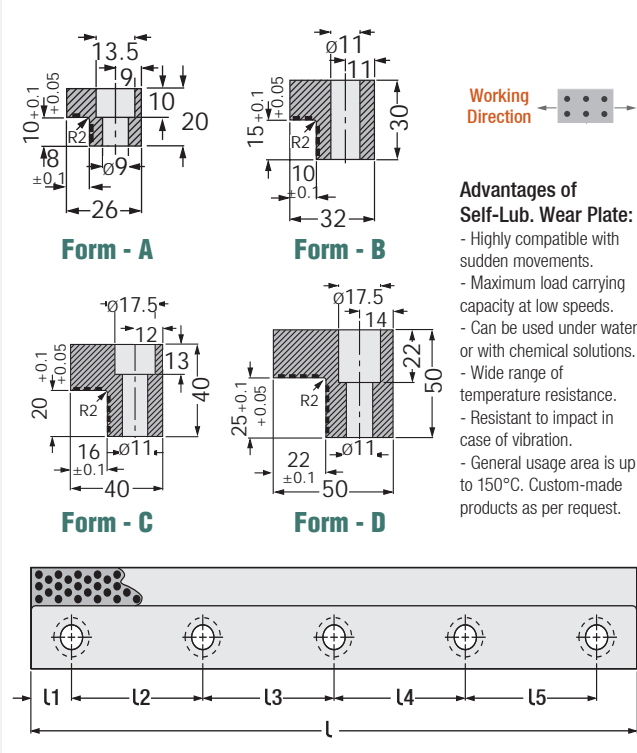 13.5
9
10
20
10 +0.1 +0.05
R2
8 ±0.1
Ø9
26
Form - A
Ø11
11
15 +0.1 +0.05
30
R2
10 ±0.1
32
Form - B
Working
Direction
Advantages of
Self-Lub. Wear Plate:
- Highly compatible with
sudden movements.
- Maximum load carrying
capacity at low speeds.
- Can be used under water
or with chemical solutions.
- Wide range of
temperature resistance.
- Resistant to impact in
case of vibration.
- General usage area is up
to 150°C. Custom-made
products as per request.
Ø17.5
12
13
40
20 +0.1 +0.05
R2
16 ±0.1
Ø11
40
Form - C
Ø17.5
14
22
50
25 +0.1 +0.05
R2
22 ±0.1
Ø11
50
Form - D
l1 l2 l3 l4 l5
l